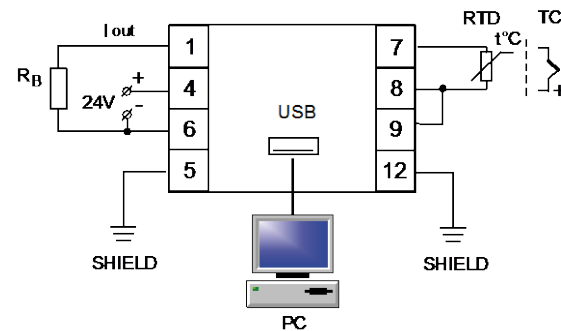 RTD TC
I out 1 7 t°C
R_B + 4 8
24V
- 6 USB 9
5 12
SHIELD SHIELD
PC